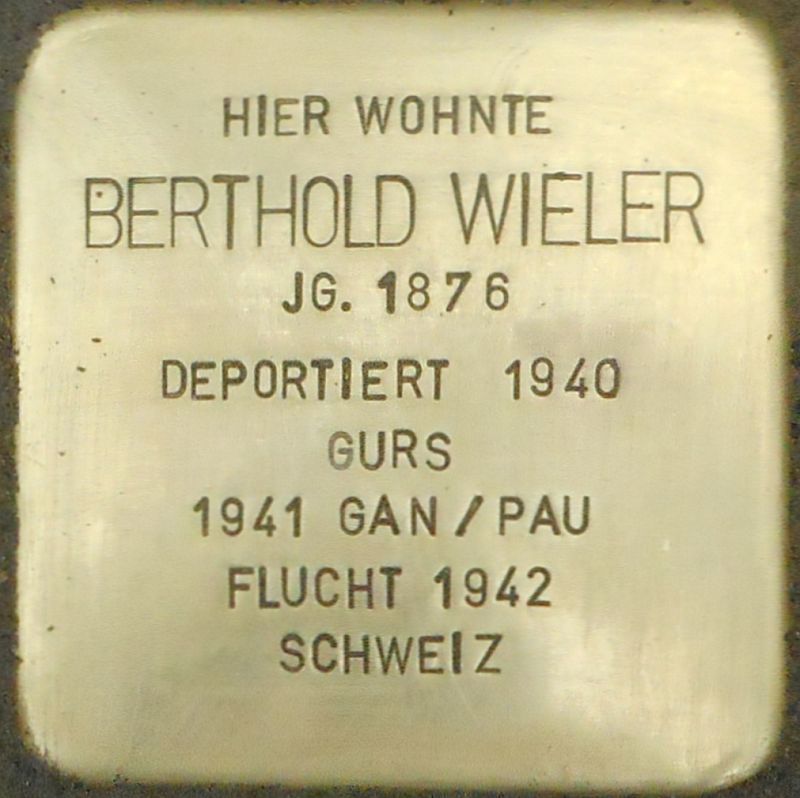 HIER WOHNTE
BERTHOLD WIELER
JG. 1876
DEPORTIERT 1940
GURS
1941 GAN / PAU
FLUCHT 1942
SCHWEIZ